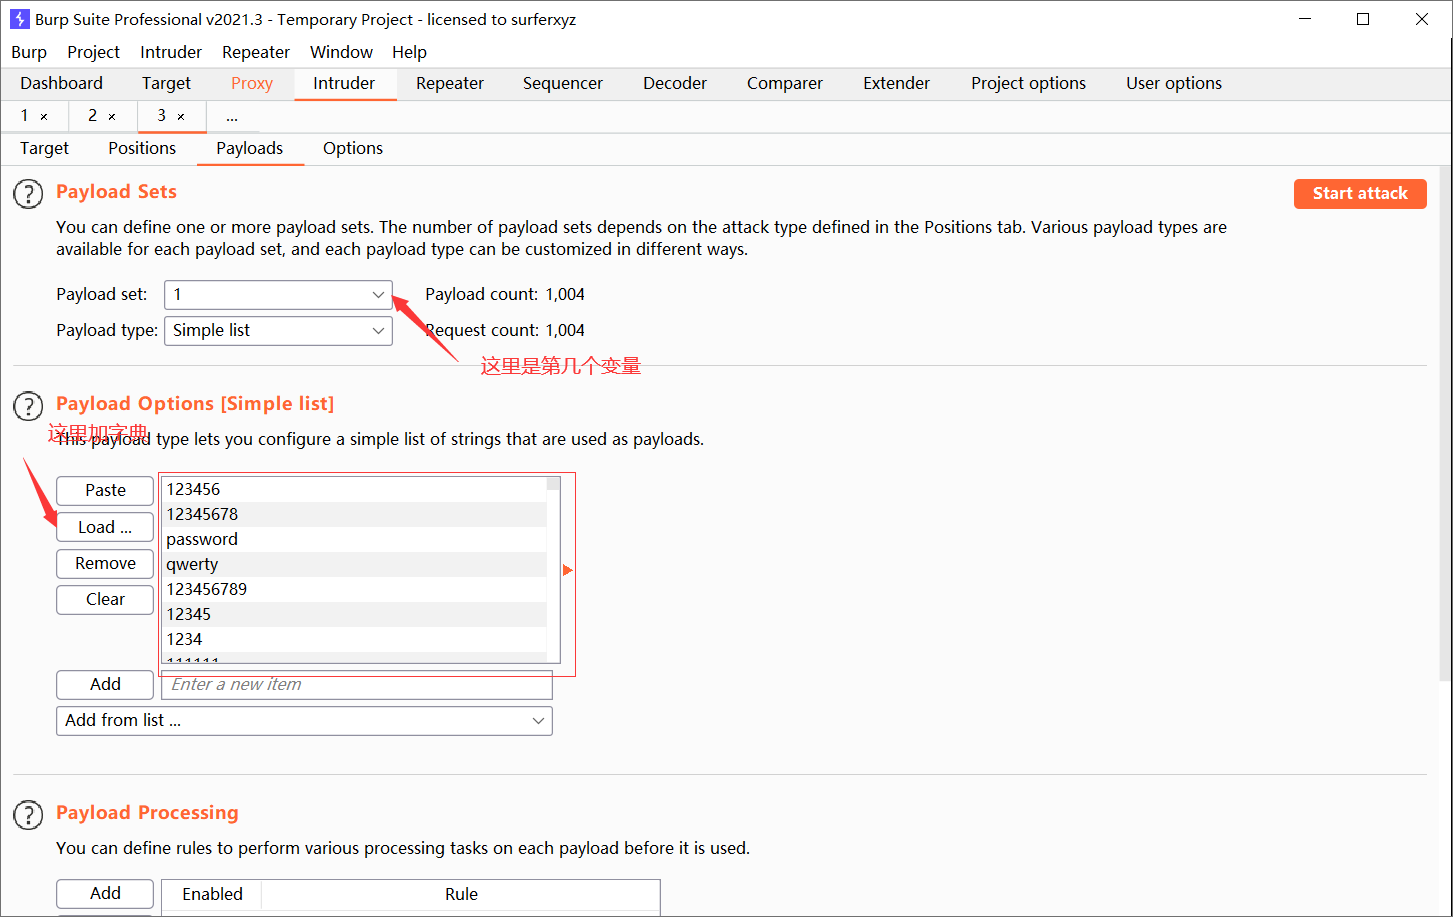 Burp Suite Professional v2021.3 - Temporary Project - licensed to surferxyz
Burp Project Intruder Repeater Window Help
Dashboard Target Proxy Intruder Repeater Sequencer Decoder Comparer Extender Project options User options
1 × 2 × 3 × ...
Target Positions Payloads Options
? Payload Sets Start attack
You can define one or more payload sets. The number of payload sets depends on the attack type defined in the Positions tab. Various payload types are
available for each payload set, and each payload type can be customized in different ways.
Payload set: 1 Payload count: 1,004
Payload type: Simple list Request count: 1,004
这里是第几个变量
? Payload Options [Simple list]
这里加字典
This payload type lets you configure a simple list of strings that are used as payloads.
Paste
Load ...
Remove
Clear
123456
12345678
password
qwerty
123456789
12345
1234
111111
Add Enter a new item
Add from list ...
? Payload Processing
You can define rules to perform various processing tasks on each payload before it is used.
Add Enabled Rule